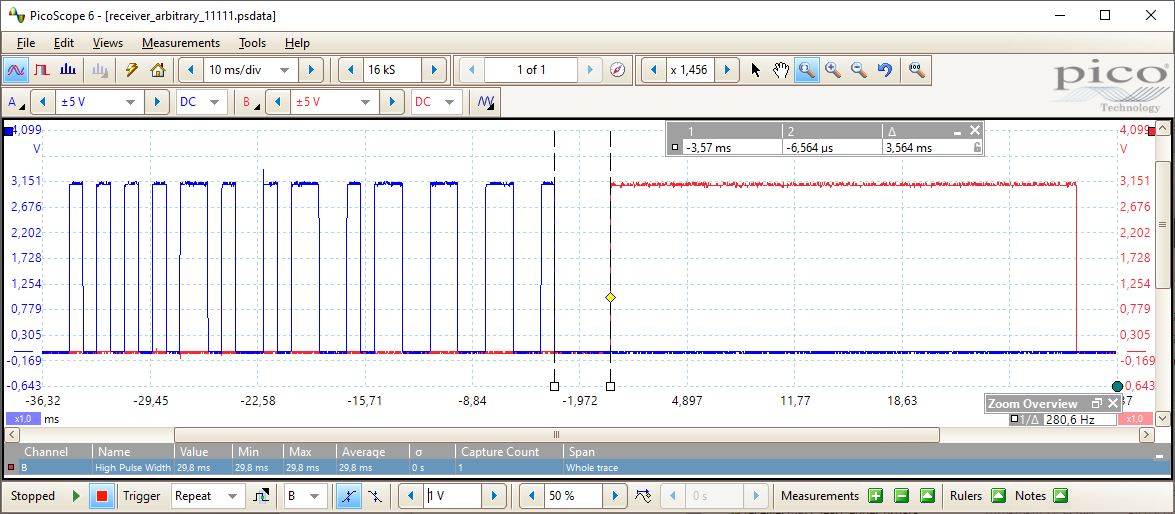 PicoScope 6 - [receiver_arbitrary_11111.psdata]
File Edit Views Measurements Tools Help
10 ms/div 16 kS 1 of 1 x 1,456
pico
Technology
A ±5 V DC B ±5 V DC
1 2 Δ
-3,57 ms -6,564 µs 3,564 ms
4,099 4,099
V V
3,151 3,151
2,676 2,676
2,202 2,202
1,728 1,728
1,254 1,254
0,779 0,779
0,305 0,305
-0,169 -0,169
-0,643 0,643
-36,32 -29,45 -22,58 -15,71 -8,84 -1,972 4,897 11,77 18,63 37
Zoom Overview
x1,0 ms 1/Δ 280,6 Hz x1,0
Channel Name Value Min Max Average σ Capture Count Span
B High Pulse Width 29,8 ms 29,8 ms 29,8 ms 29,8 ms 0 s 1 Whole trace
Stopped Trigger Repeat B 1 V 50 % 0 s Measurements Rulers Notes